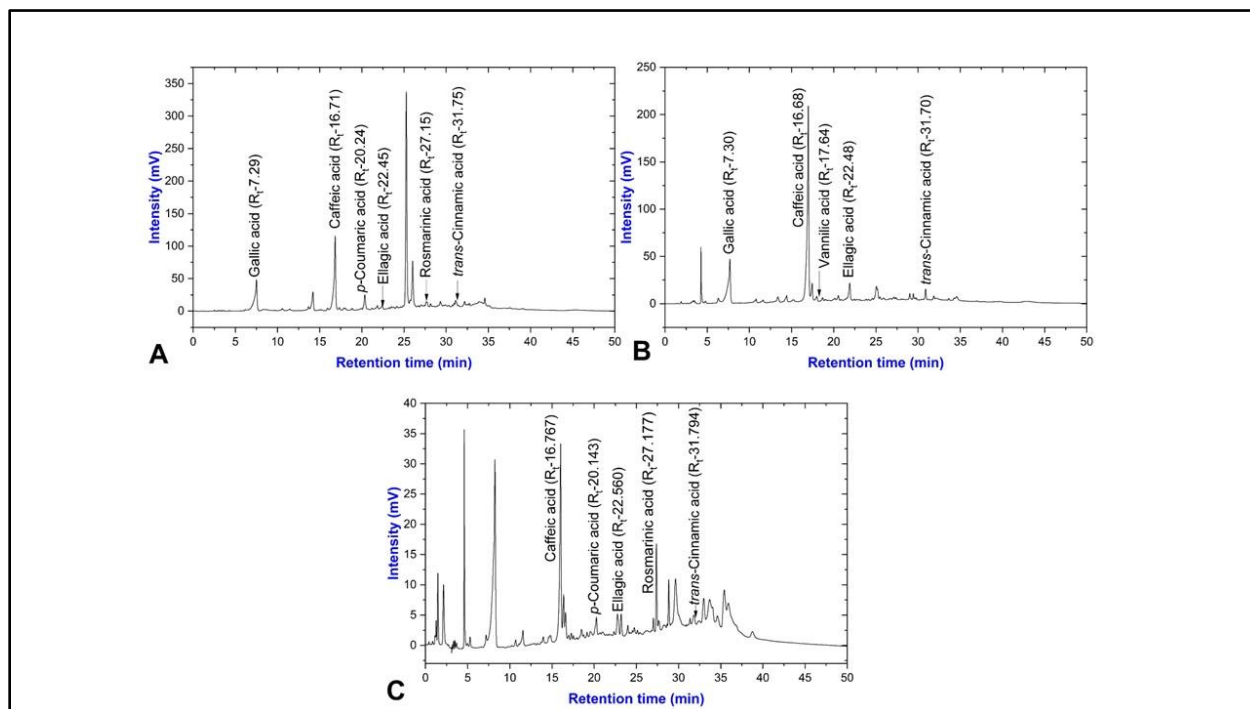 350
300
250
200
150
100
50
0
Intensity (mV)
Gallic acid (Rt-7.29)
Caffeic acid (Rt-16.71)
p-Coumaric acid (Rt-20.24)
Ellagic acid (Rt-22.45)
Rosmarinic acid (Rt-27.15)
trans-Cinnamic acid (Rt-31.75)
0 5 10 15 20 25 30 35 40 45 50
Retention time (min)
A
250
200
150
100
50
0
Intensity (mV)
Gallic acid (Rt-7.30)
Caffeic acid (Rt-16.68)
Vannilic acid (Rt-17.64)
Ellagic acid (Rt-22.48)
trans-Cinnamic acid (Rt-31.70)
0 5 10 15 20 25 30 35 40 45 50
Retention time (min)
B
40
35
30
25
20
15
10
5
0
Intensity (mV)
Caffeic acid (Rt-16.767)
p-Coumaric acid (Rt-20.143)
Ellagic acid (Rt-22.560)
Rosmarinic acid (Rt-27.177)
trans-Cinnamic acid (Rt-31.794)
0 5 10 15 20 25 30 35 40 45 50
Retention time (min)
C